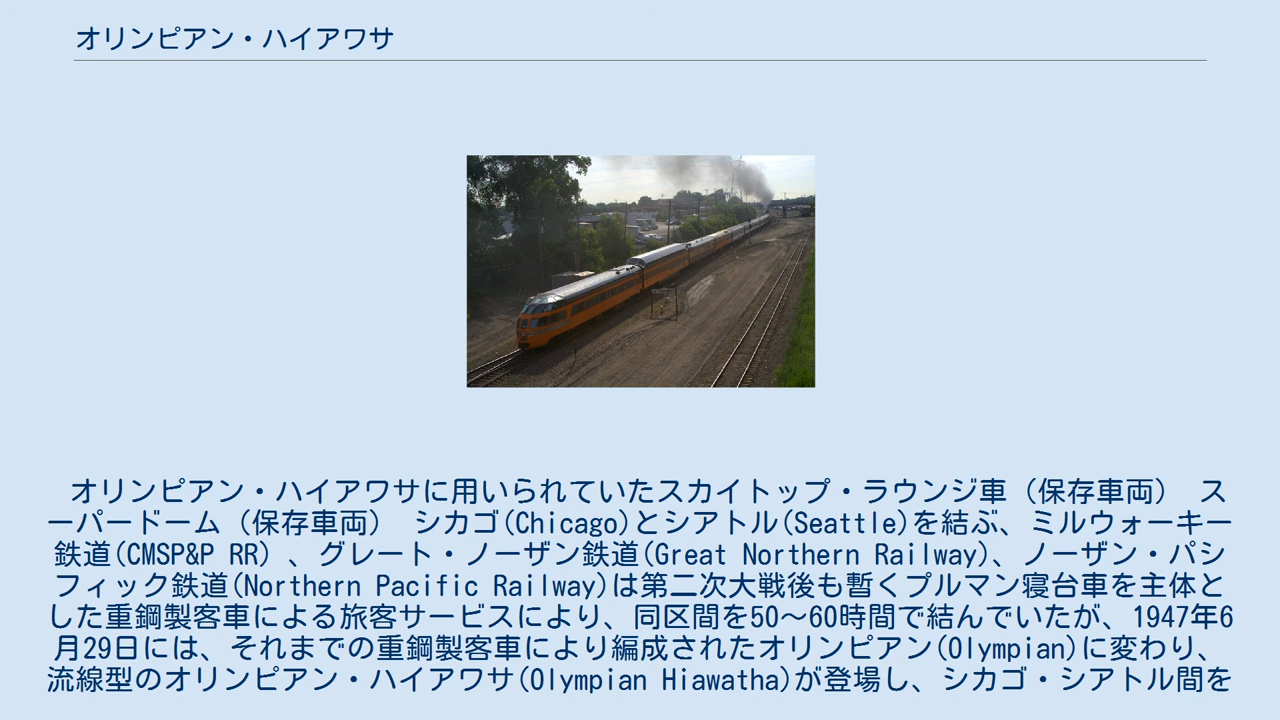 オリンピアン・ハイアワサ
オリンピアン・ハイアワサに用いられていたスカイトップ・ラウンジ車（保存車両） ス
ーパードーム（保存車両） シカゴ(Chicago)とシアトル(Seattle)を結ぶ、ミルウォーキー
鉄道(CMSP&P RR）、グレート・ノーザン鉄道(Great Northern Railway)、ノーザン・パシ
フィック鉄道(Northern Pacific Railway)は第二次大戦後も暫くプルマン寝台車を主体と
した重鋼製客車による旅客サービスにより、同区間を50〜60時間で結んでいたが、1947年6
月29日には、それまでの重鋼製客車により編成されたオリンピアン(Olympian)に変わり、
流線型のオリンピアン・ハイアワサ(Olympian Hiawatha)が登場し、シカゴ・シアトル間を